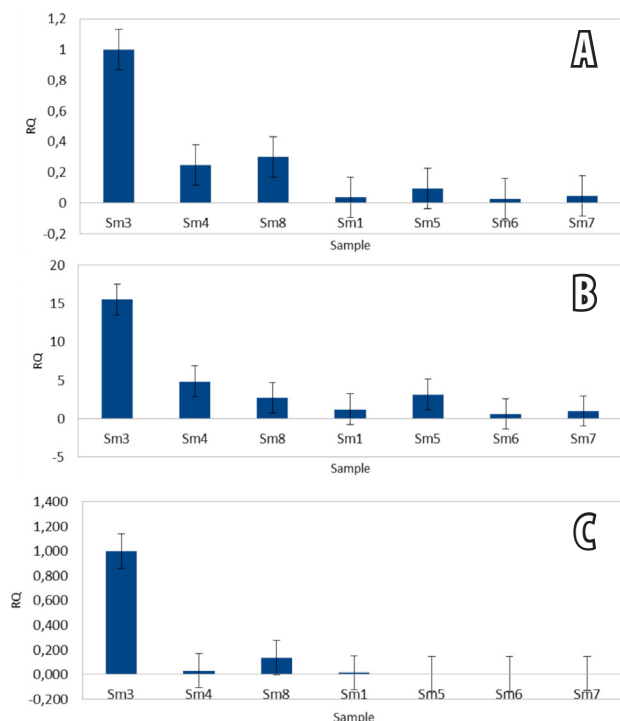 A
1,2
1
0,8
0,6
0,4
0,2
0
-0,2
RQ
Sm3 Sm4 Sm8 Sm1 Sm5 Sm6 Sm7
Sample
B
20
15
10
5
0
-5
RQ
Sm3 Sm4 Sm8 Sm1 Sm5 Sm6 Sm7
Sample
C
1,400
1,200
1,000
0,800
0,600
0,400
0,200
0,000
-0,200
RQ
Sm3 Sm4 Sm8 Sm1 Sm5 Sm6 Sm7
Sample